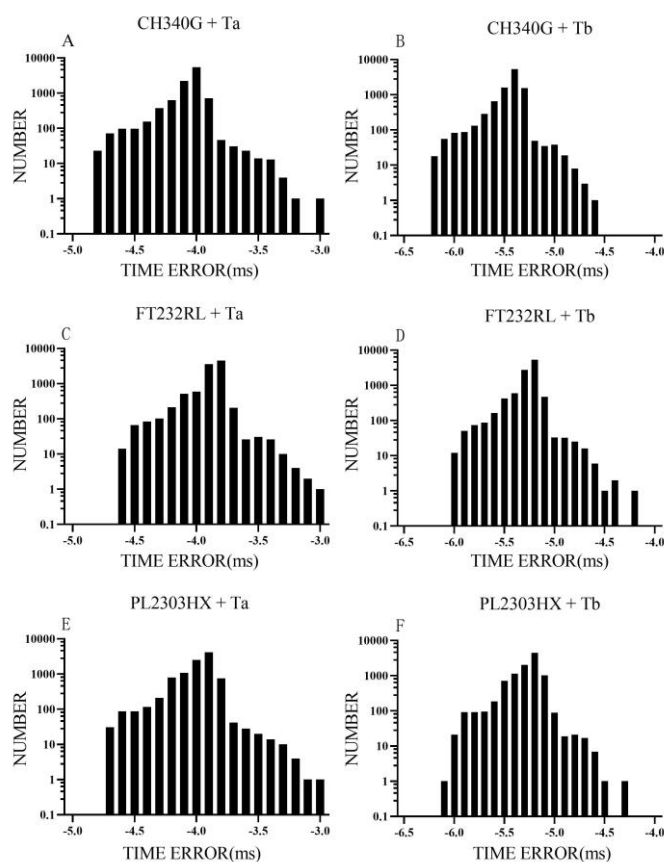 A
CH340G + Ta
NUMBER
10000
1000
100
10
1
0.1
-5.0 -4.5 -4.0 -3.5 -3.0
TIME ERROR(ms)
B
CH340G + Tb
NUMBER
10000
1000
100
10
1
0.1
-6.5 -6.0 -5.5 -5.0 -4.5 -4.0
TIME ERROR(ms)
C
FT232RL + Ta
NUMBER
10000
1000
100
10
1
0.1
-5.0 -4.5 -4.0 -3.5 -3.0
TIME ERROR(ms)
D
FT232RL + Tb
NUMBER
10000
1000
100
10
1
0.1
-6.5 -6.0 -5.5 -5.0 -4.5 -4.0
TIME ERROR(ms)
E
PL2303HX + Ta
NUMBER
10000
1000
100
10
1
0.1
-5.0 -4.5 -4.0 -3.5 -3.0
TIME ERROR(ms)
F
PL2303HX + Tb
NUMBER
10000
1000
100
10
1
0.1
-6.5 -6.0 -5.5 -5.0 -4.5 -4.0
TIME ERROR(ms)